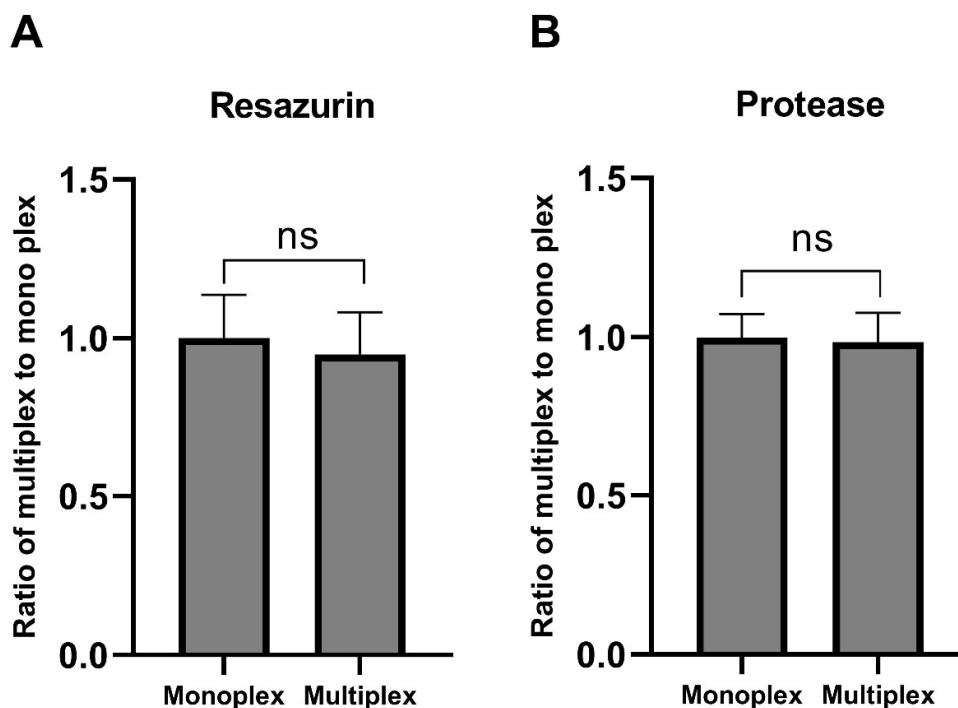 A
Resazurin
Ratio of multiplex to mono plex
1.5
1.0
0.5
0.0
ns
Monoplex
Multiplex
B
Protease
Ratio of multiplex to mono plex
1.5
1.0
0.5
0.0
ns
Monoplex
Multiplex